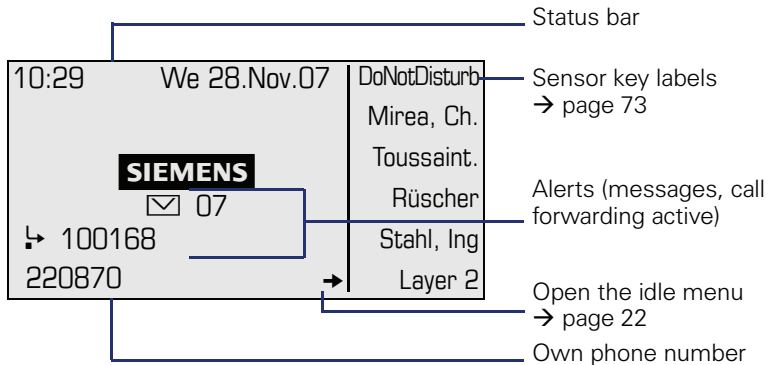 Status bar
10:29 We 28.Nov.07 DoNotDisturb
Sensor key labels
→ page 73
Mirea, Ch.
SIEMENS
Toussaint.
07
Rüscher
Alerts (messages, call
forwarding active)
100168
Stahl, Ing
220870 → Layer 2
Open the idle menu
→ page 22
Own phone number